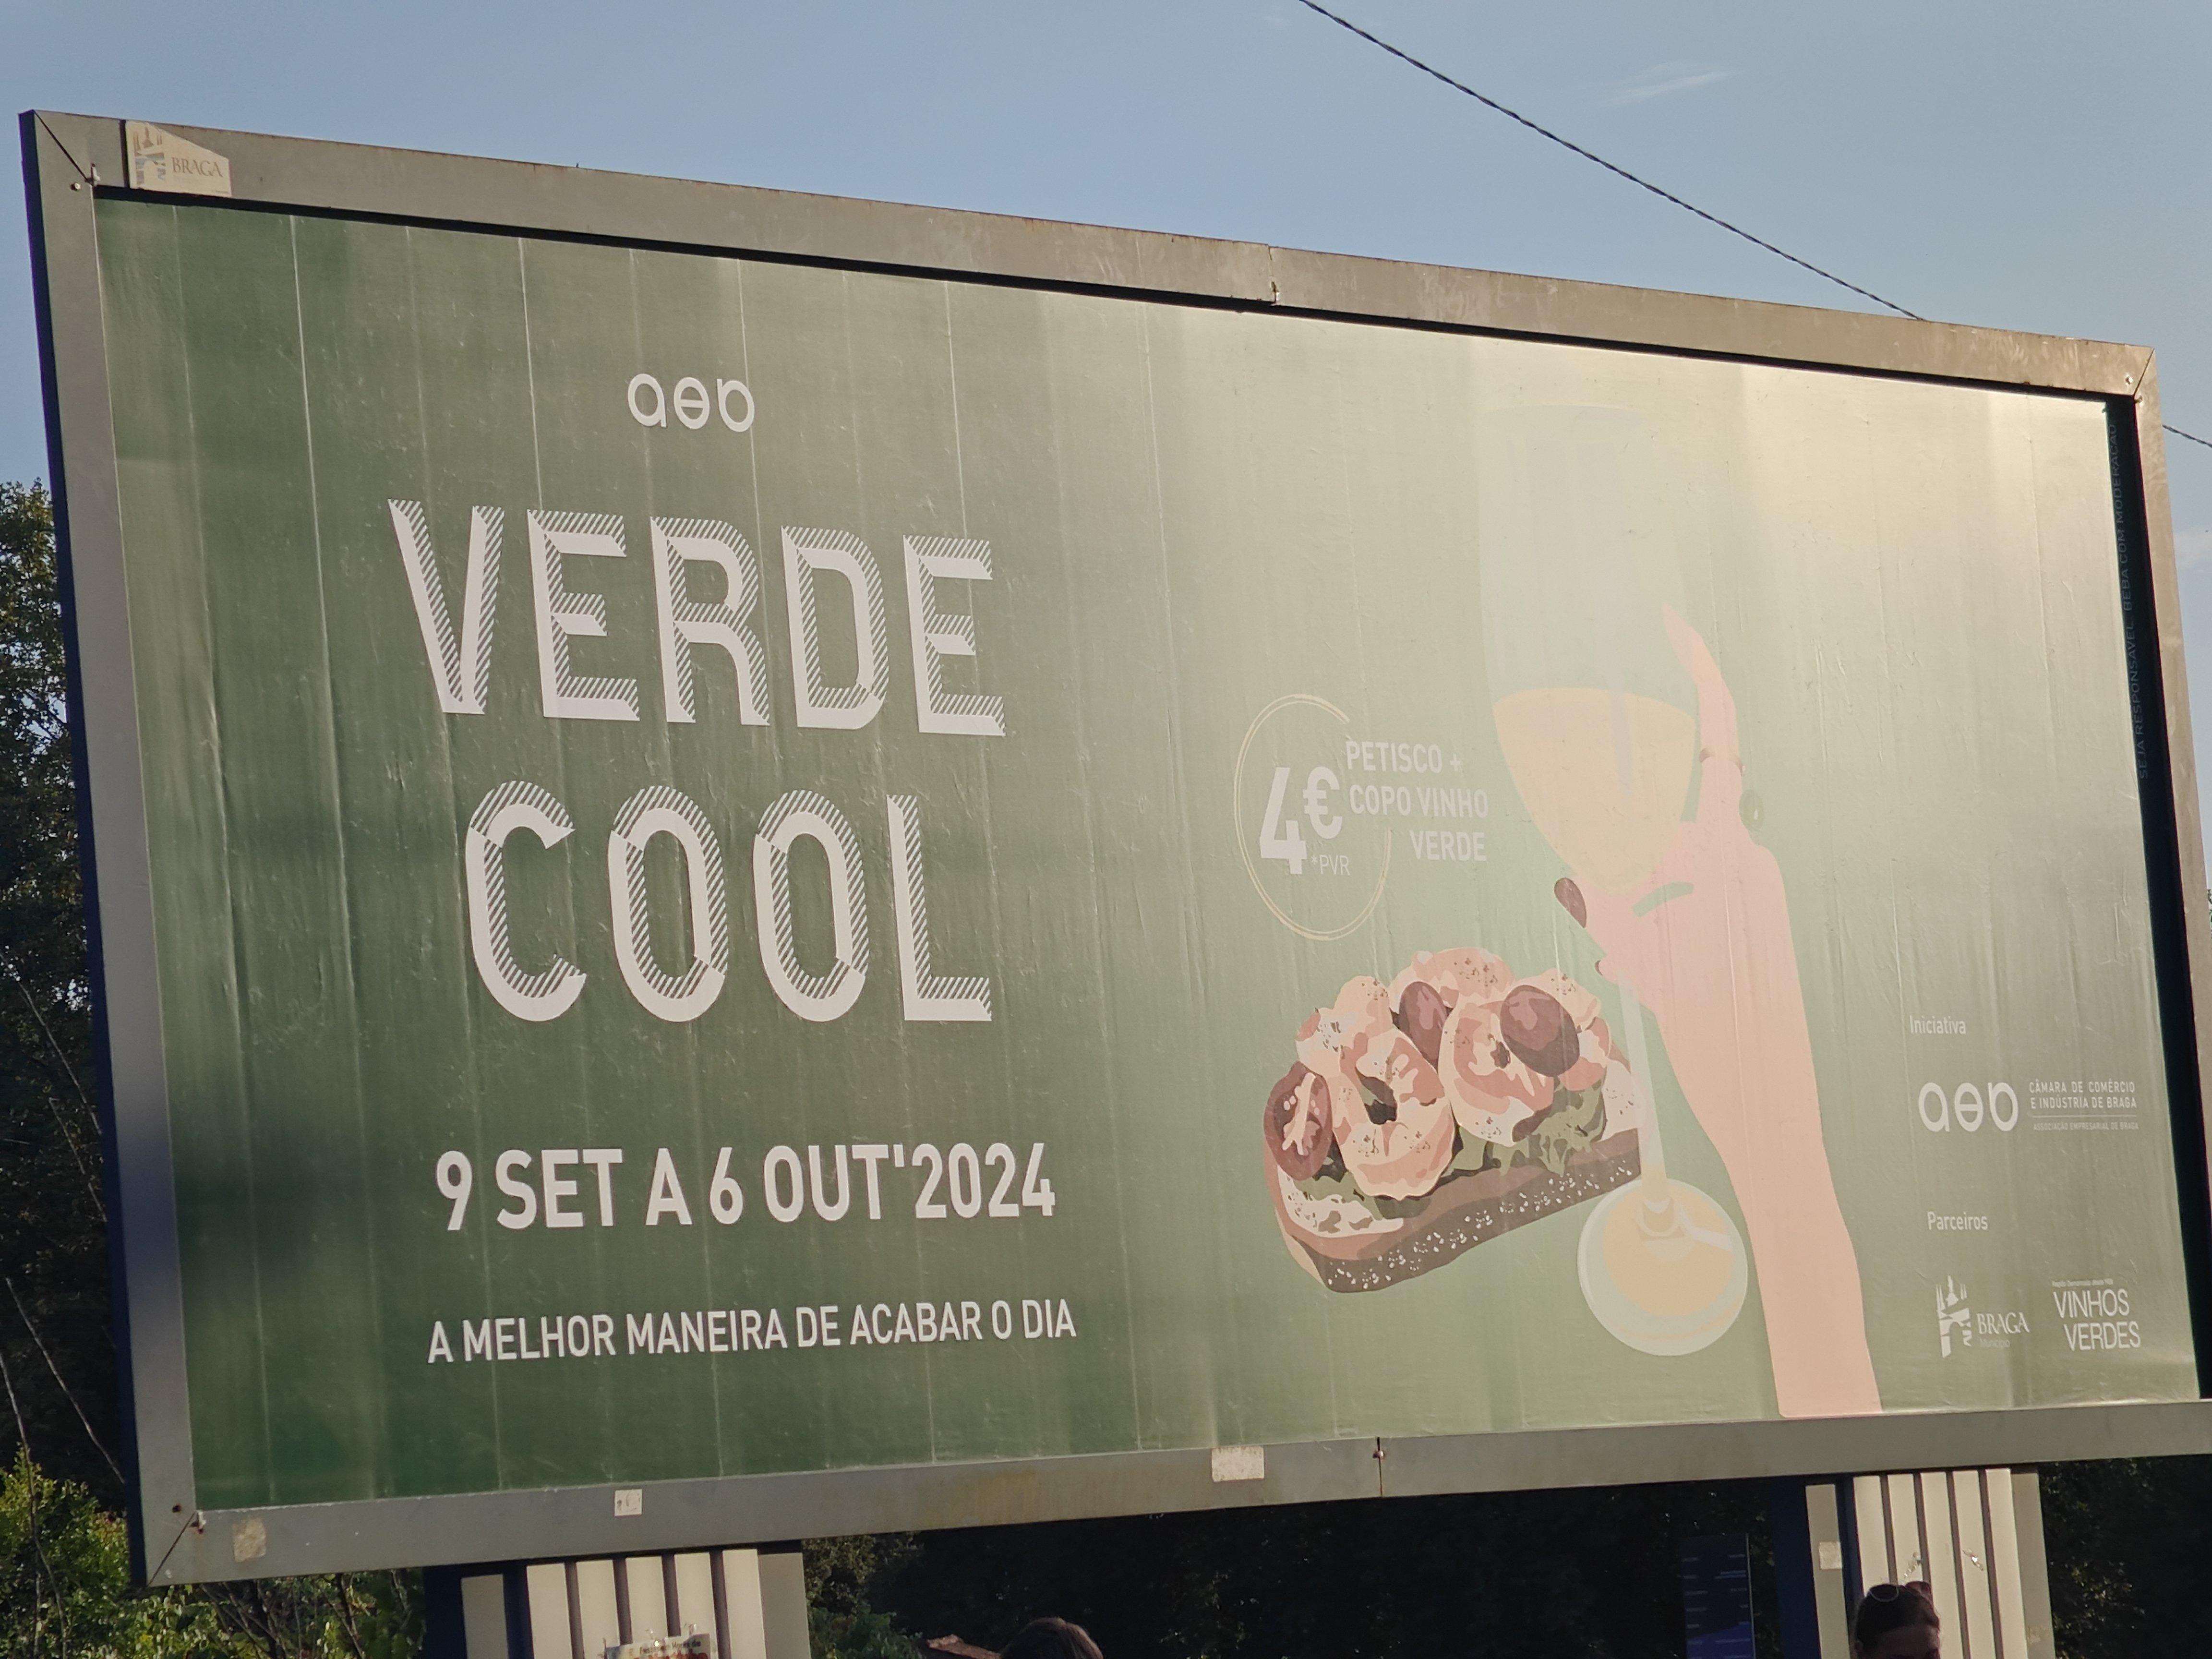 BRAGA
aeb
VERDE
COOL
9 SET A 6 OUT'2024
A MELHOR MANEIRA DE ACABAR O DIA
4€
*PVR
PETISCO +
COPO VINHO
VERDE
SEJA RESPONSÁVEL. BEBA COM MODERAÇÃO
Iniciativa
aeb
CÂMARA DE COMÉRCIO
E INDÚSTRIA DE BRAGA
ASSOCIAÇÃO EMPRESARIAL DE BRAGA
Parceiros
BRAGA
Município
VINHOS
VERDES